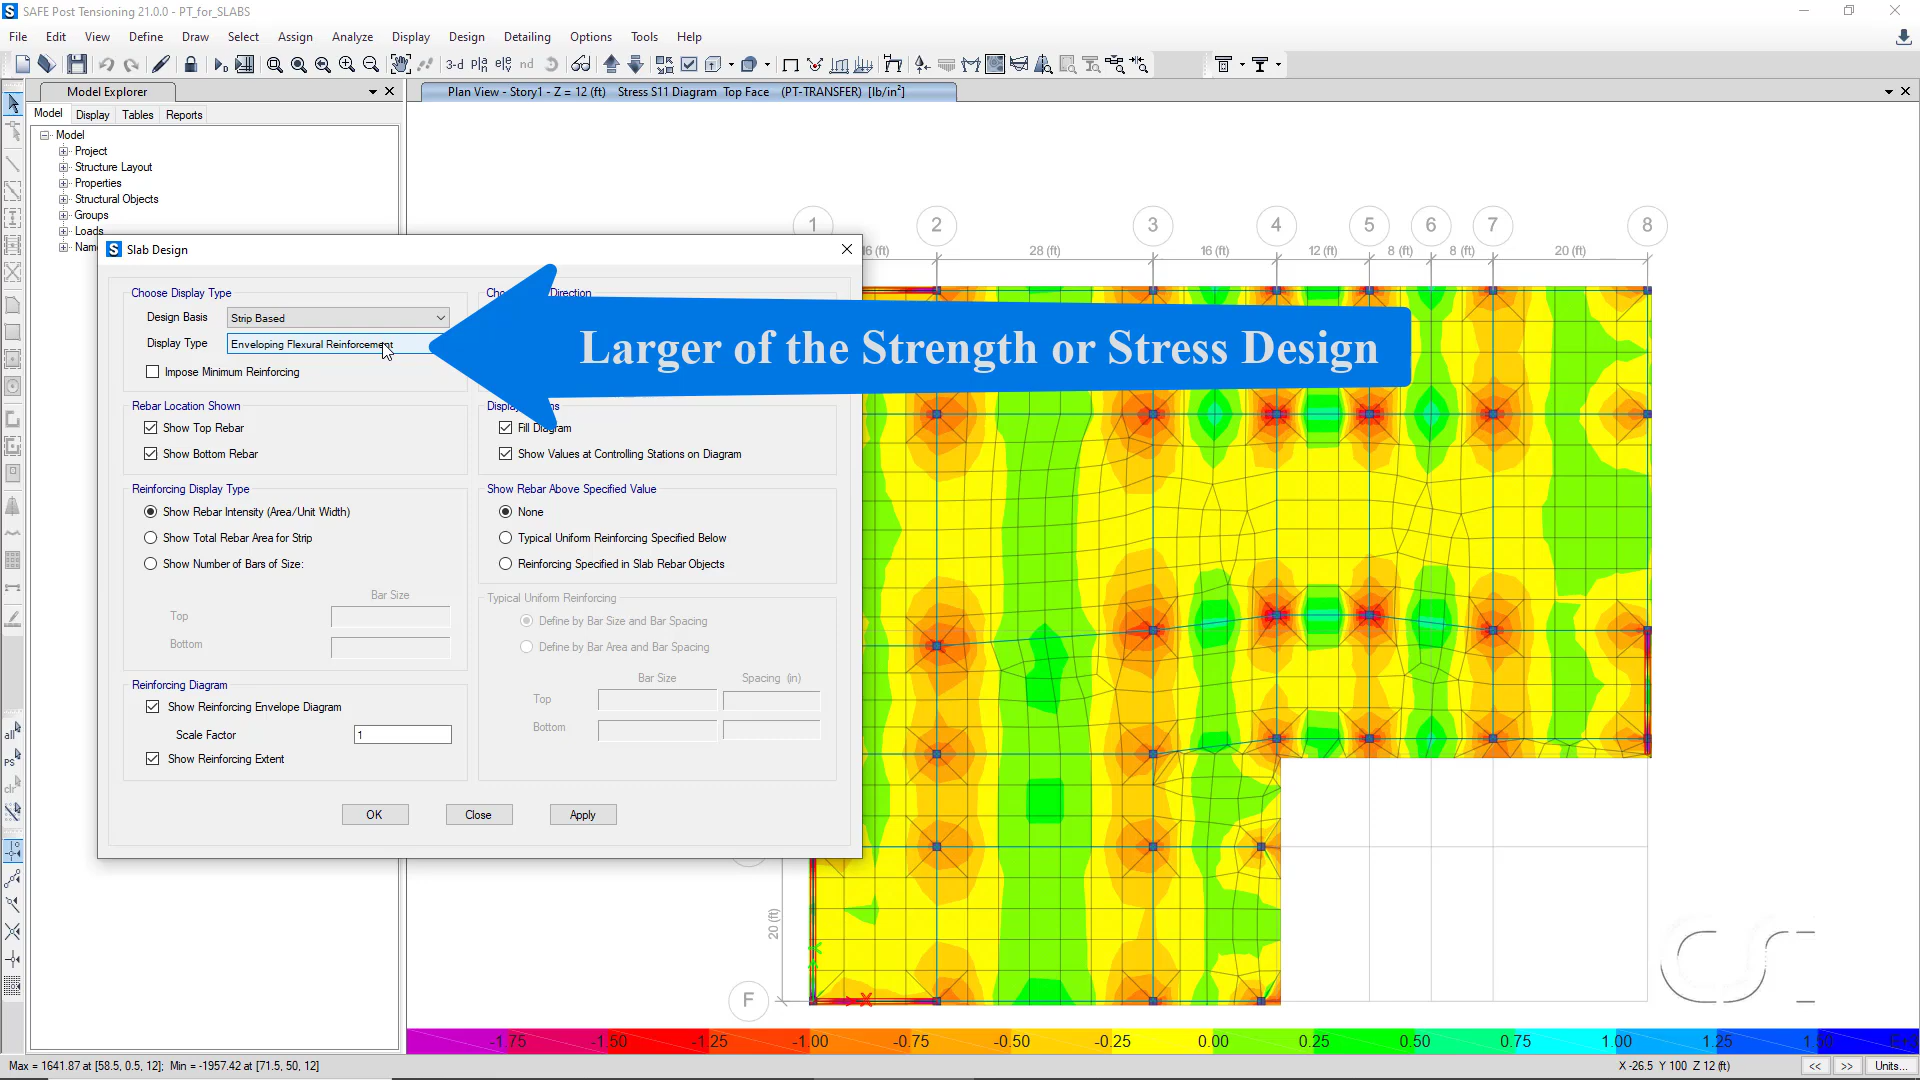 SAFE Post Tensioning 21.0.0 - PT_for_SLABS
File Edit View Define Draw Select Assign Analyze Display Design Detailing Options Tools Help
3-d nd
Model Explorer
Plan View - Story1 - Z = 12 (ft) Stress S11 Diagram Top Face (PT-TRANSFER) [lb/in²]
Model Display Tables Reports
Model
Project
Structure Layout
Properties
Structural Objects
Groups
Loads
Slab Design
Choose Display Type
Design Basis Strip Based
Display Type Enveloping Flexural Reinforcement
Impose Minimum Reinforcing
Direction
Larger of the Strength or Stress Design
Rebar Location Shown
Show Top Rebar
Show Bottom Rebar
Fill Diagram
Show Values at Controlling Stations on Diagram
Reinforcing Display Type
Show Rebar Intensity (Area/Unit Width)
Show Total Rebar Area for Strip
Show Number of Bars of Size:
Bar Size
Top
Bottom
Show Rebar Above Specified Value
None
Typical Uniform Reinforcing Specified Below
Reinforcing Specified in Slab Rebar Objects
Typical Uniform Reinforcing
Define by Bar Size and Bar Spacing
Define by Bar Area and Bar Spacing
Bar Size Spacing (in)
Top
Bottom
Reinforcing Diagram
Show Reinforcing Envelope Diagram
Scale Factor 1
Show Reinforcing Extent
OK Close Apply
1 2 3 4 5 6 7 8
28 (ft) 16 (ft) 12 (ft) 8 (ft) 8 (ft) 20 (ft)
20 (ft)
F
X
CSI
-1.75 -1.50 -1.25 -1.00 -0.75 -0.50 -0.25 0.00 0.25 0.50 0.75 1.00 1.25 1.50 E+3
Max = 1641.87 at [58.5, 0.5, 12]; Min = -1957.42 at [71.5, 50, 12]
X -26.5 Y 100 Z 12 (ft)
<< >> Units...